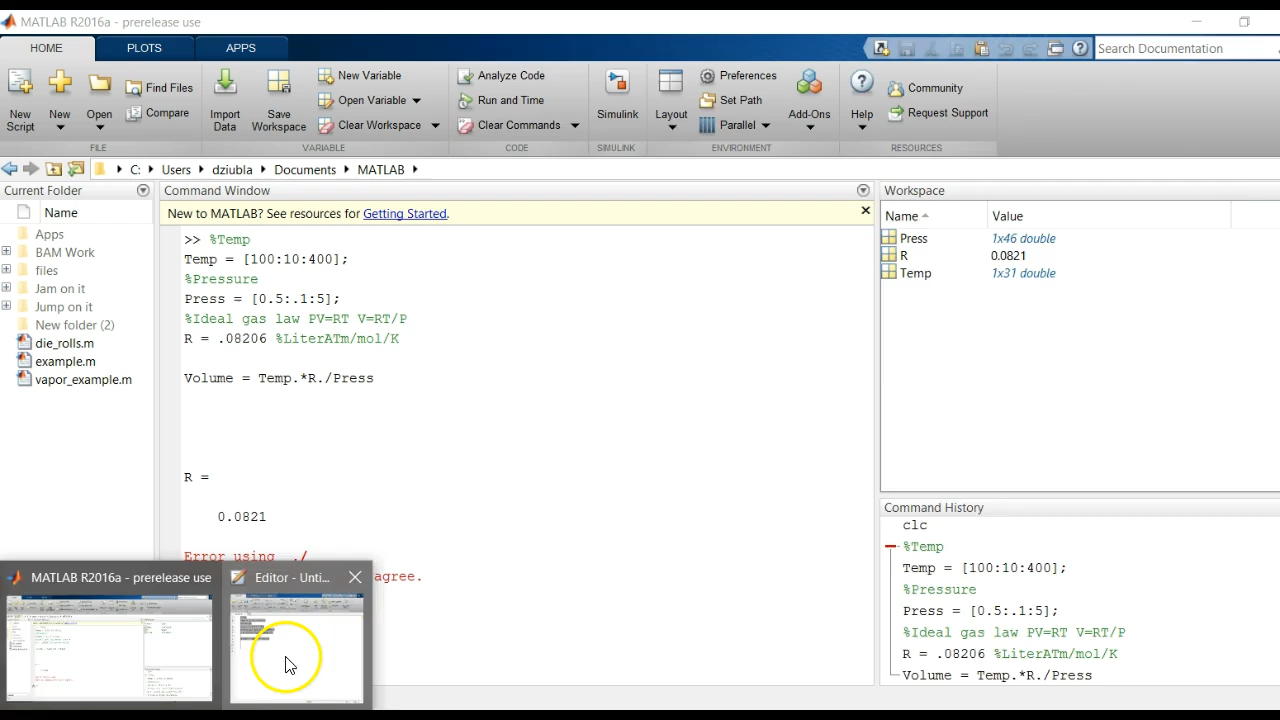 MATLAB R2016a - prerelease use
HOME PLOTS APPS
Search Documentation
New Script
New
Open
Find Files
Compare
FILE
Import Data
Save Workspace
New Variable
Open Variable
Clear Workspace
VARIABLE
Analyze Code
Run and Time
Clear Commands
CODE
Simulink
SIMULINK
Layout
Preferences
Set Path
Parallel
Add-Ons
ENVIRONMENT
Help
Community
Request Support
RESOURCES
C: Users dziubla Documents MATLAB
Current Folder
Name
Apps
BAM Work
files
Jam on it
Jump on it
New folder (2)
die_rolls.m
example.m
vapor_example.m
Command Window
New to MATLAB? See resources for Getting Started.
>> %Temp
Temp = [100:10:400];
%Pressure
Press = [0.5:.1:5];
%Ideal gas law PV=RT V=RT/P
R = .08206 %LiterATm/mol/K
Volume = Temp.*R./Press
R =
0.0821
Error using ./
agree.
Workspace
Name Value
Press 1x46 double
R 0.0821
Temp 1x31 double
Command History
clc
%Temp
Temp = [100:10:400];
%Pressure
Press = [0.5:.1:5];
%Ideal gas law PV=RT V=RT/P
R = .08206 %LiterATm/mol/K
Volume = Temp.*R./Press
MATLAB R2016a - prerelease use
Editor - Unti...